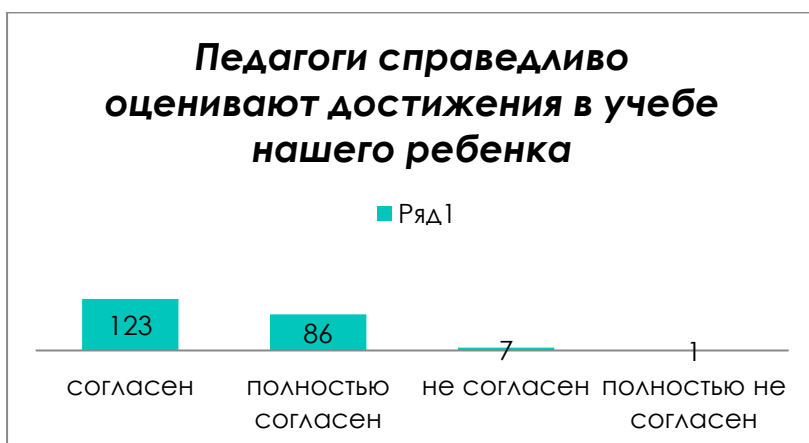 Педагоги справедливо
оценивают достижения в учебе
нашего ребенка
Ряд1
123
86
7
1
согласен
полностью
согласен
не согласен
полностью не
согласен